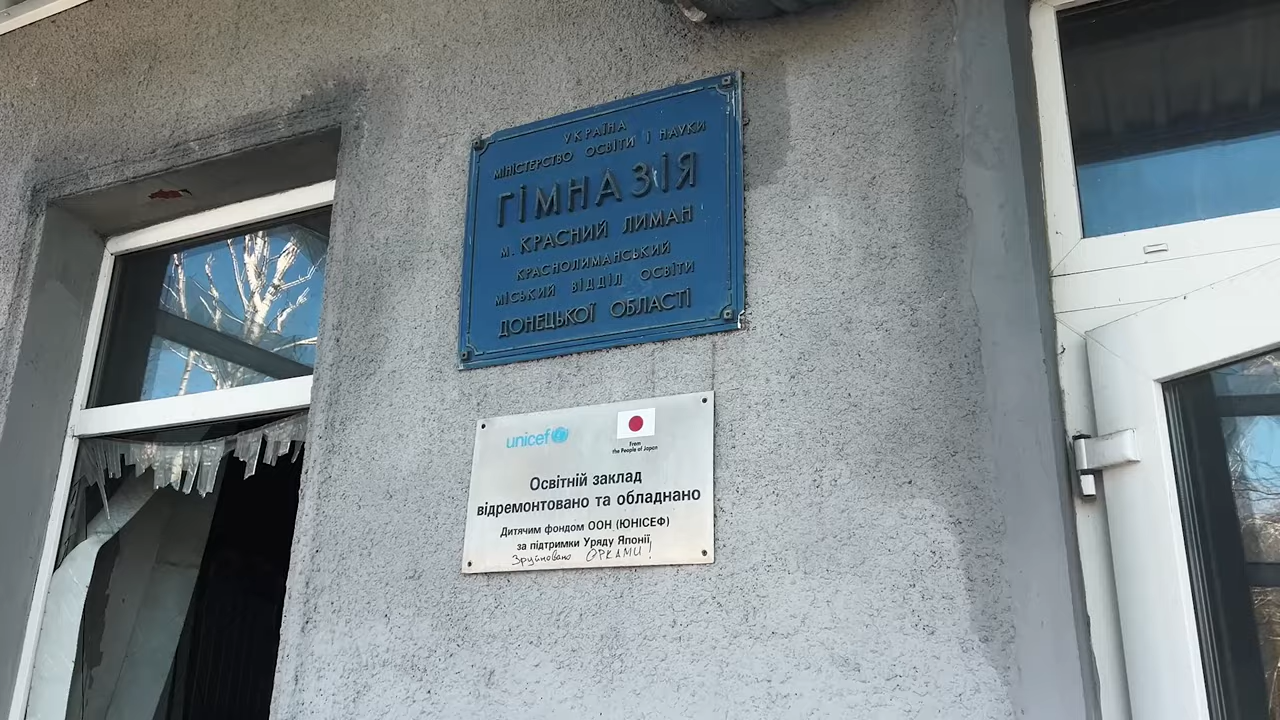 УКРАЇНА
МІНІСТЕРСТВО ОСВІТИ І НАУКИ
ГІМНАЗІЯ
м. КРАСНИЙ ЛИМАН
КРАСНОЛИМАНСЬКИЙ
МІСЬКИЙ ВІДДІЛ ОСВІТИ
ДОНЕЦЬКОЇ ОБЛАСТІ
unicef
From
the People of Japan
Освітній заклад
відремонтовано та обладнано
Дитячим фондом ООН (ЮНІСЕФ)
за підтримки Уряду Японії,
Зруйновано ОРКАМИ!